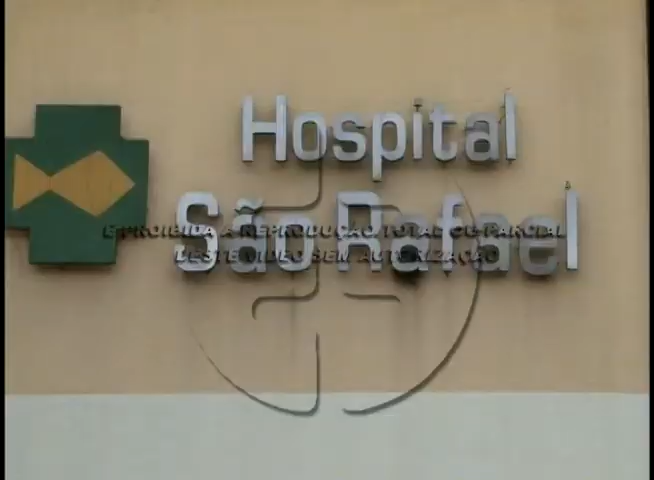 Hospital
São Rafael
É PROIBIDA A REPRODUÇÃO TOTAL OU PARCIAL
DESTE VÍDEO SEM AUTORIZAÇÃO